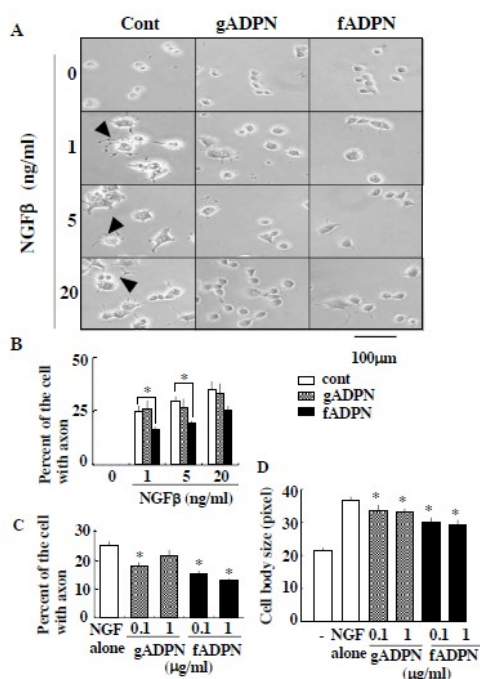 A
Cont gADPN fADPN
0
1
5
20
NGFβ (ng/ml)
100μm
B
Percent of the cell
with axon
50
25
0
* *
0 1 5 20
NGFβ (ng/ml)
cont
gADPN
fADPN
C
Percent of the cell
with axon
30
20
10
0
* * *
NGF 0.1 1 0.1 1
alone gADPN fADPN
(μg/ml)
D
Cell body size (pixel)
40
30
20
10
0
* * * *
- NGF 0.1 1 0.1 1
alone gADPN fADPN
(μg/ml)